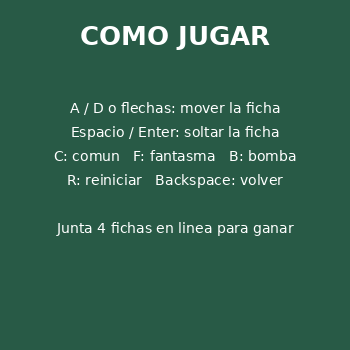 COMO JUGAR
A / D o flechas: mover la ficha
Espacio / Enter: soltar la ficha
C: comun   F: fantasma   B: bomba
R: reiniciar   Backspace: volver
Junta 4 fichas en linea para ganar